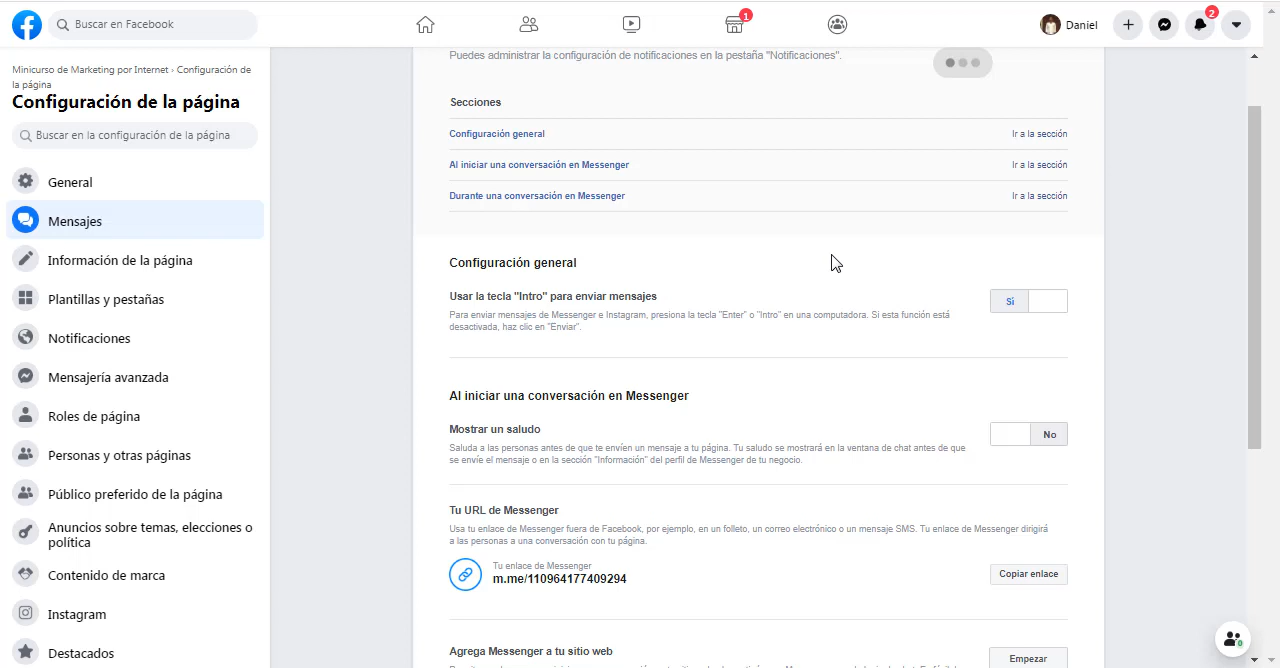 Buscar en Facebook
1
Daniel
2
Minicurso de Marketing por Internet › Configuración de
la página
Configuración de la página
Buscar en la configuración de la página
General
Mensajes
Información de la página
Plantillas y pestañas
Notificaciones
Mensajería avanzada
Roles de página
Personas y otras páginas
Público preferido de la página
Anuncios sobre temas, elecciones o
política
Contenido de marca
Instagram
Destacados
Puedes administrar la configuración de notificaciones en la pestaña "Notificaciones".
Secciones
Configuración general Ir a la sección
Al iniciar una conversación en Messenger Ir a la sección
Durante una conversación en Messenger Ir a la sección
Configuración general
Usar la tecla "Intro" para enviar mensajes
Sí
Para enviar mensajes de Messenger e Instagram, presiona la tecla "Enter" o "Intro" en una computadora. Si esta función está
desactivada, haz clic en "Enviar".
Al iniciar una conversación en Messenger
Mostrar un saludo
No
Saluda a las personas antes de que te envíen un mensaje a tu página. Tu saludo se mostrará en la ventana de chat antes de que
se envíe el mensaje o en la sección "Información" del perfil de Messenger de tu negocio.
Tu URL de Messenger
Usa tu enlace de Messenger fuera de Facebook, por ejemplo, en un folleto, un correo electrónico o un mensaje SMS. Tu enlace de Messenger dirigirá
a las personas a una conversación con tu página.
Tu enlace de Messenger
m.me/110964177409294
Copiar enlace
Agrega Messenger a tu sitio web
Empezar
0